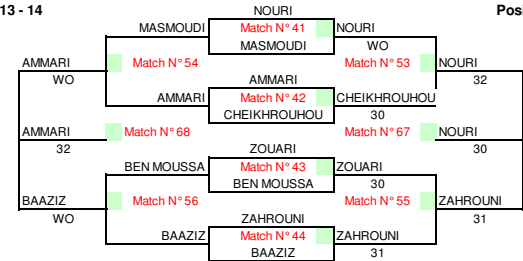 13 - 14 NOURI Posi
MASMOUDI Match N° 41 NOURI
MASMOUDI WO
AMMARI Match N° 54 Match N° 53 NOURI
WO AMMARI 32
AMMARI Match N° 42 CHEIKHROUHOU
CHEIKHROUHOU 30
AMMARI Match N° 68 Match N° 67 NOURI
32 ZOUARI 30
BEN MOUSSA Match N° 43 ZOUARI
BEN MOUSSA 30
BAAZIZ Match N° 56 Match N° 55 ZAHROUNI
WO ZAHROUNI 31
BAAZIZ Match N° 44 ZAHROUNI
BAAZIZ 31